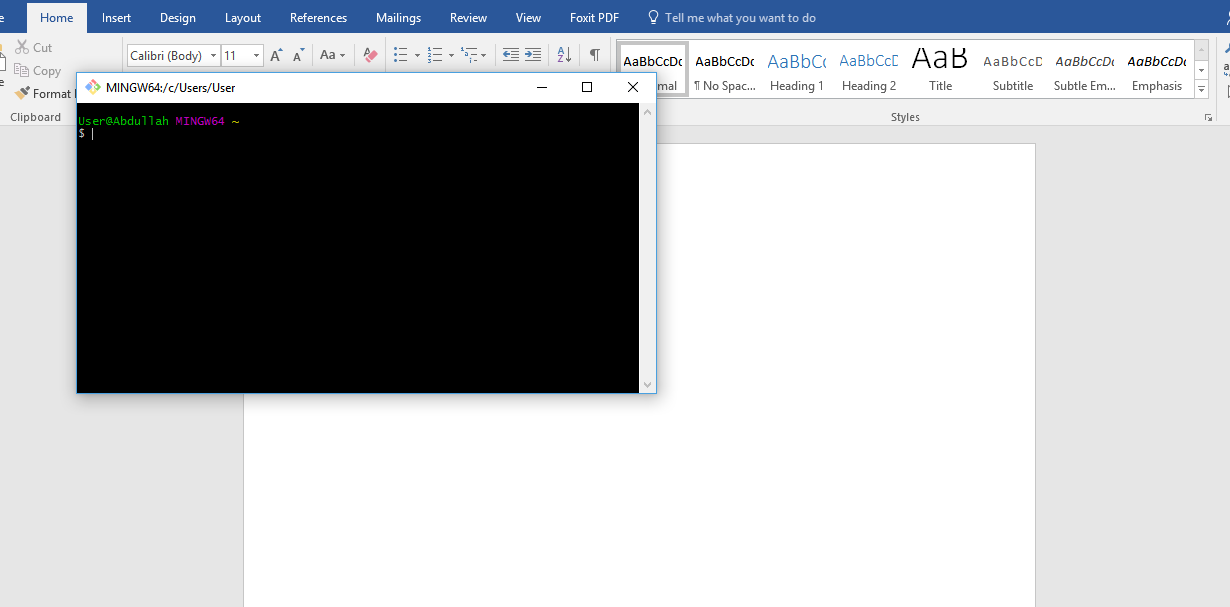 Home Insert Design Layout References Mailings Review View Foxit PDF Tell me what you want to do
Cut
Copy
Format
Clipboard
Calibri (Body) 11 Aa
MINGW64:/c/Users/User
User@Abdullah MINGW64 ~
$
AaBbCcDc AaBbCcDc AaBbC AaBbCcD AaB AaBbCcD AaBbCcDc AaBbCcDc
¶ No Spac... Heading 1 Heading 2 Title Subtitle Subtle Em... Emphasis
Styles